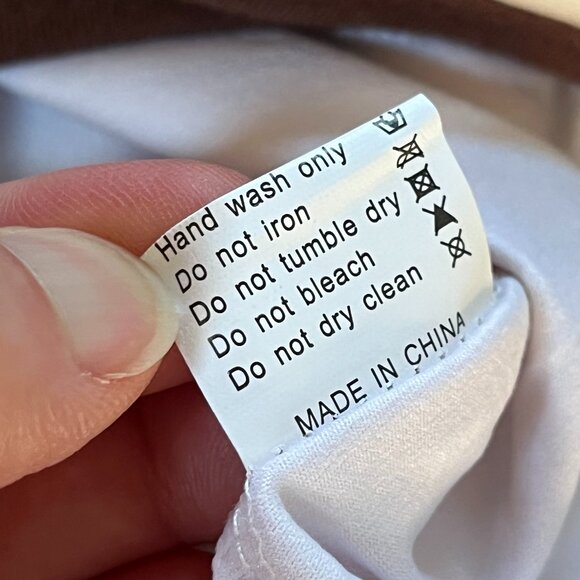 Hand wash only
Do not iron
Do not tumble dry
Do not bleach
Do not dry clean
MADE IN CHINA